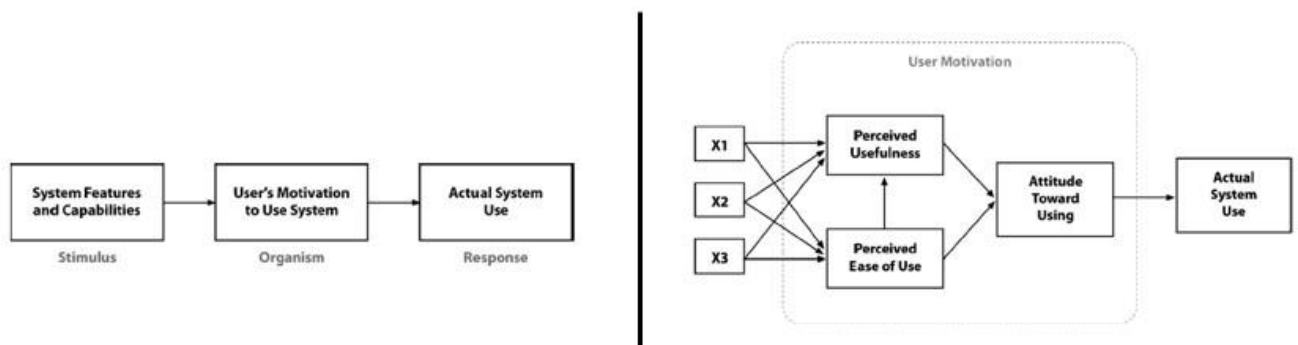 System Features
and Capabilities
Stimulus
User's Motivation
to Use System
Organism
Actual System
Use
Response
User Motivation
X1
X2
X3
Perceived
Usefulness
Perceived
Ease of Use
Attitude
Toward
Using
Actual
System
Use